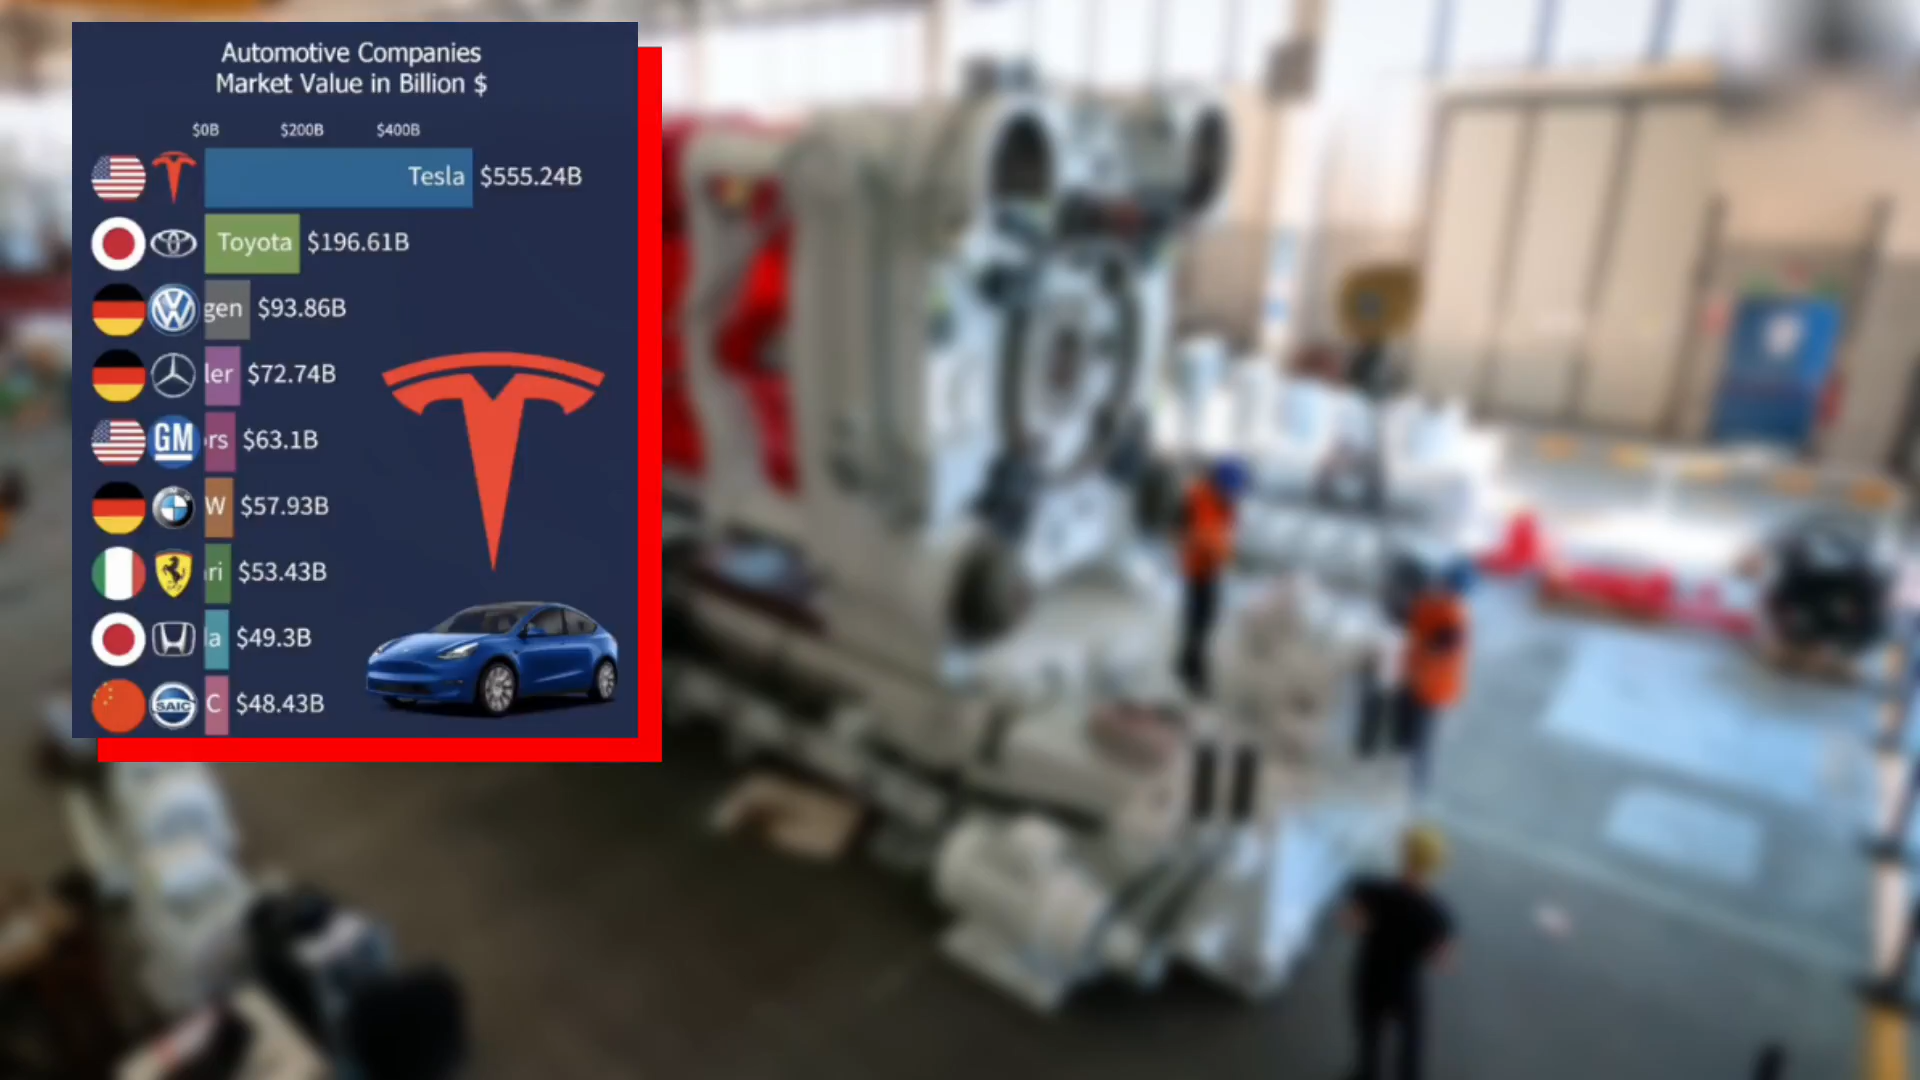 Automotive Companies
Market Value in Billion $
$0B $200B $400B
Tesla $555.24B
Toyota $196.61B
gen $93.86B
ler $72.74B
GM rs $63.1B
W $57.93B
ri $53.43B
la $49.3B
SAIC C $48.43B